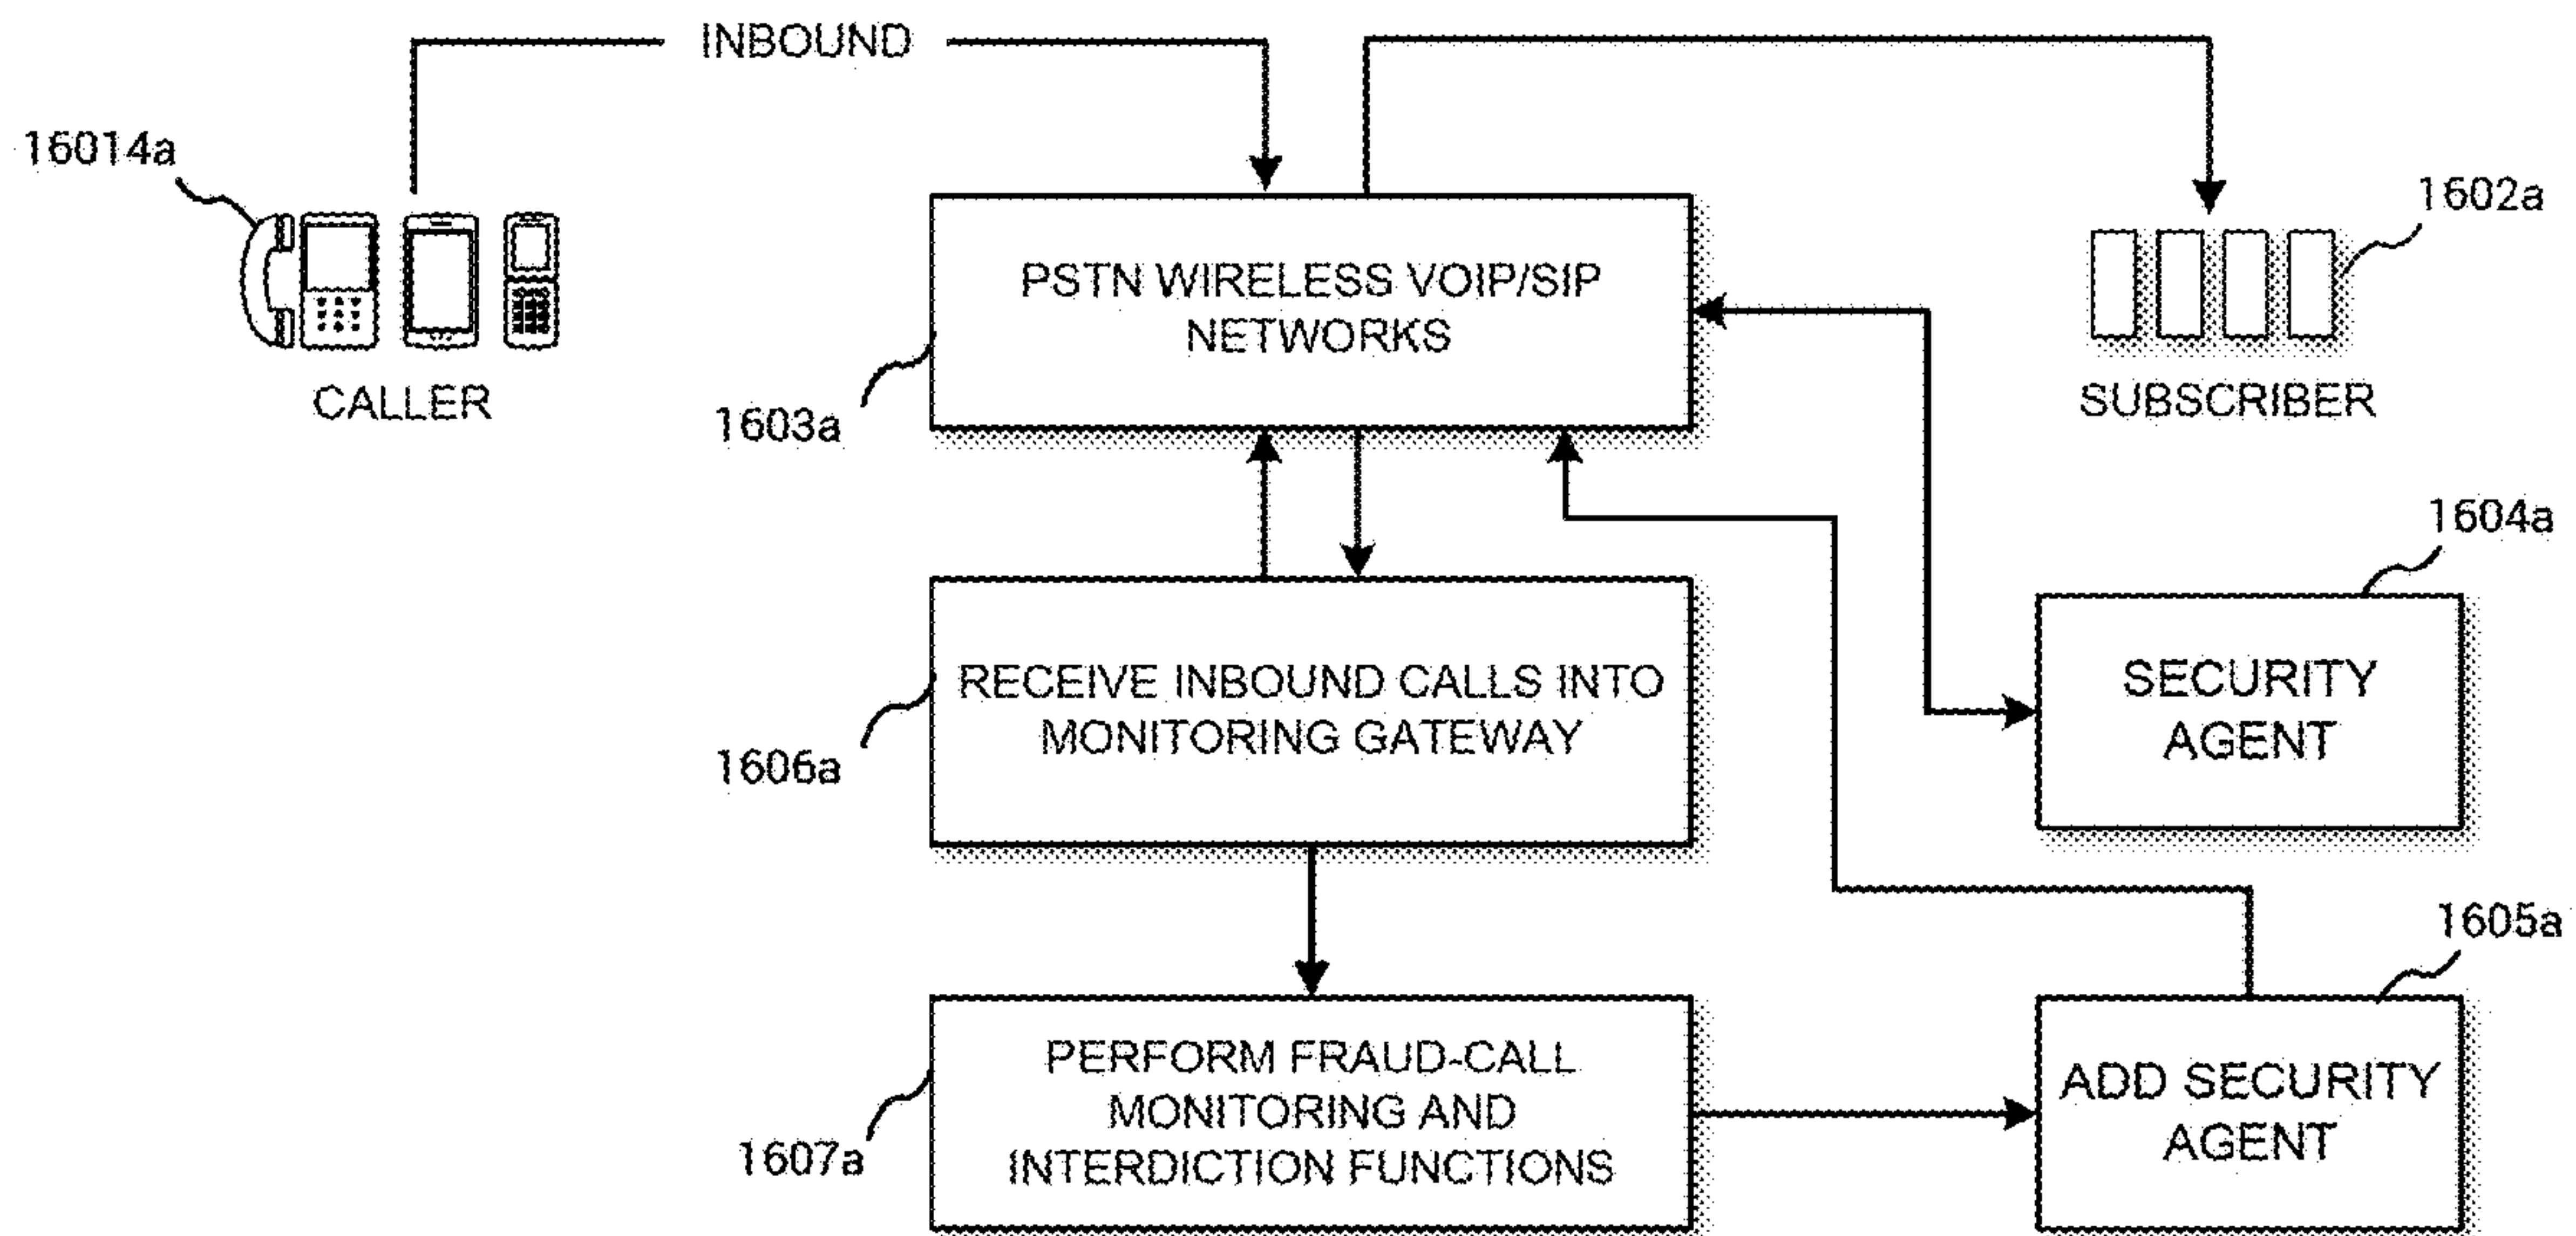 INBOUND
16014a
CALLER
1602a
SUBSCRIBER
PSTN WIRELESS VOIP/SIP
NETWORKS
1603a
1604a
SECURITY
AGENT
RECEIVE INBOUND CALLS INTO
MONITORING GATEWAY
1606a
1605a
ADD SECURITY
AGENT
PERFORM FRAUD-CALL
MONITORING AND
INTERDICTION FUNCTIONS
1607a